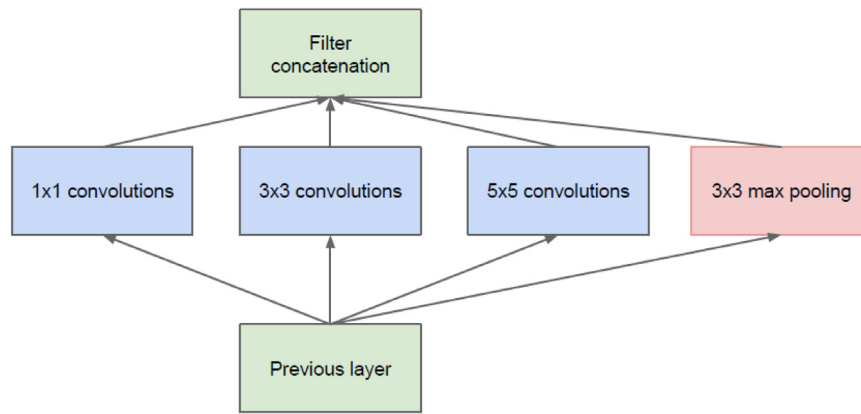 Filter
concatenation
1x1 convolutions
3x3 convolutions
5x5 convolutions
3x3 max pooling
Previous layer